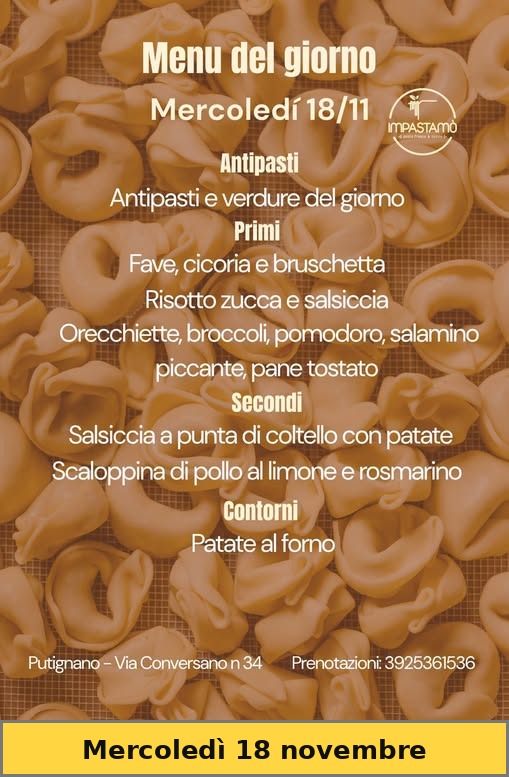 Menu del giorno
Mercoledí 18/11
IMPASTAMÒ
Antipasti
Antipasti e verdure del giorno
Primi
Fave, cicoria e bruschetta
Risotto zucca e salsiccia
Orecchiette, broccoli, pomodoro, salamino
piccante, pane tostato
Secondi
Salsiccia a punta di coltello con patate
Scaloppina di pollo al limone e rosmarino
Contorni
Patate al forno
Putignano - Via Conversano n 34
Prenotazioni: 3925361536
Mercoledì 18 novembre